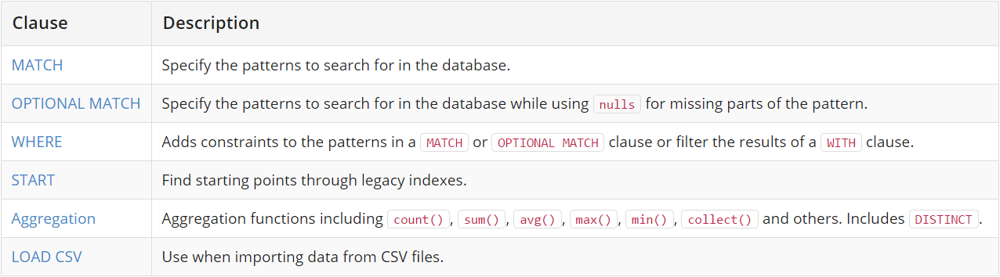 Clause Description
MATCH Specify the patterns to search for in the database.
OPTIONAL MATCH Specify the patterns to search for in the database while using nulls for missing parts of the pattern.
WHERE Adds constraints to the patterns in a MATCH or OPTIONAL MATCH clause or filter the results of a WITH clause.
START Find starting points through legacy indexes.
Aggregation Aggregation functions including count(), sum(), avg(), max(), min(), collect() and others. Includes DISTINCT.
LOAD CSV Use when importing data from CSV files.